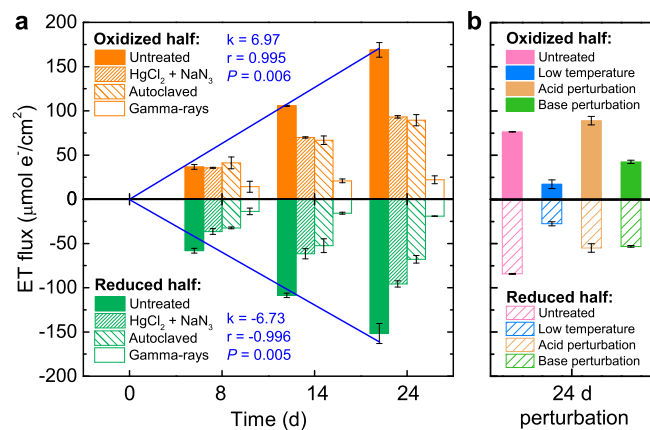 a
Oxidized half:
Untreated
HgCl₂ + NaN₃
Autoclaved
Gamma-rays
k = 6.97
r = 0.995
P = 0.006
200
150
100
50
0
-50
-100
-150
-200
ET flux (μmol e⁻/cm²)
Reduced half:
Untreated
HgCl₂ + NaN₃
Autoclaved
Gamma-rays
k = -6.73
r = -0.996
P = 0.005
0 8 14 24
Time (d)
b
Oxidized half:
Untreated
Low temperature
Acid perturbation
Base perturbation
Reduced half:
Untreated
Low temperature
Acid perturbation
Base perturbation
24 d
perturbation